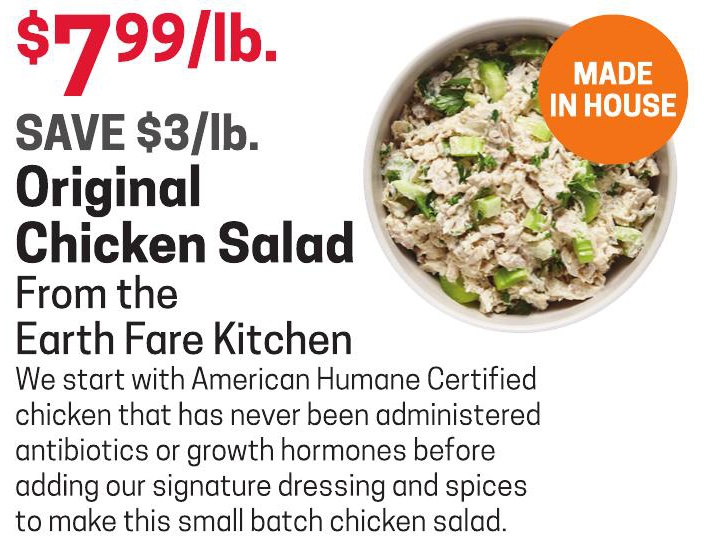 $7.99/lb.
SAVE $3/lb.
Original
Chicken Salad
From the
Earth Fare Kitchen
We start with American Humane Certified
chicken that has never been administered
antibiotics or growth hormones before
adding our signature dressing and spices
to make this small batch chicken salad.
MADE
IN HOUSE